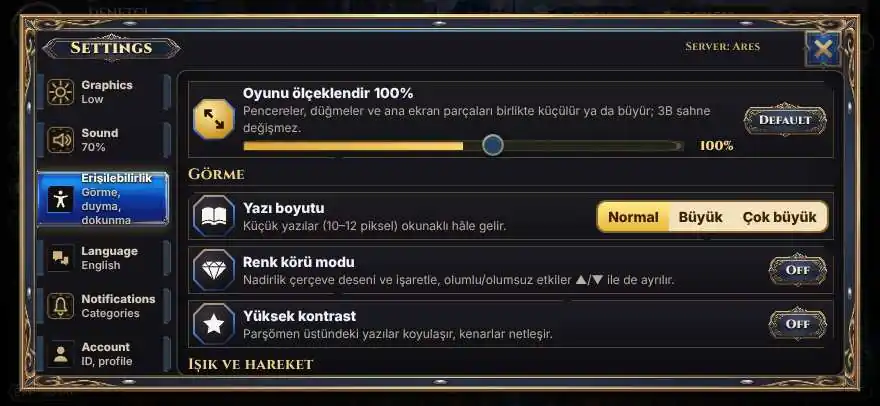 SETTINGS
SERVER: ARES
Graphics
Low
Sound
70%
Erişilebilirlik
Görme,
duyma,
dokunma
Language
English
Notifications
Categories
Account
ID, profile
Oyunu ölçeklendir 100%
Pencereler, düğmeler ve ana ekran parçaları birlikte küçülür ya da büyür; 3B sahne
değişmez.
100%
DEFAULT
GÖRME
Yazı boyutu
Küçük yazılar (10–12 piksel) okunaklı hâle gelir.
Normal Büyük Çok büyük
Renk körü modu
Nadirlik çerçeve deseni ve işaretle, olumlu/olumsuz etkiler ▲/▼ ile de ayrılır.
OFF
Yüksek kontrast
Parşömen üstündeki yazılar koyulaşır, kenarlar netleşir.
OFF
IŞIK VE HAREKET